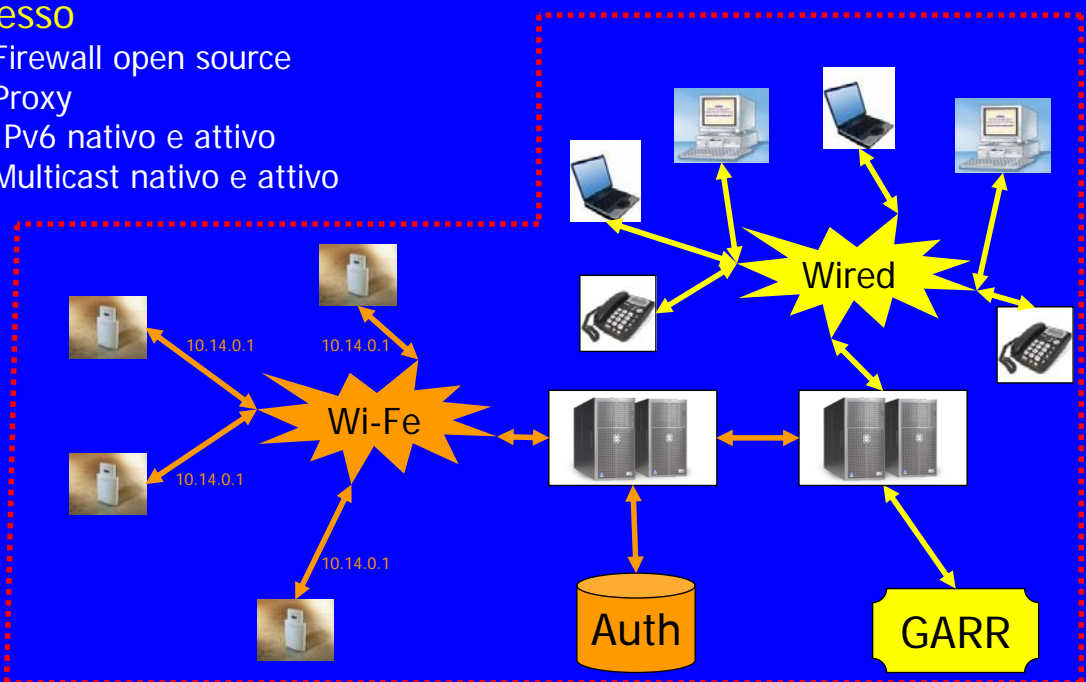 esso
Firewall open source
Proxy
IPv6 nativo e attivo
Multicast nativo e attivo
Wired
10.14.0.1
10.14.0.1
Wi-Fe
10.14.0.1
10.14.0.1
Auth
GARR